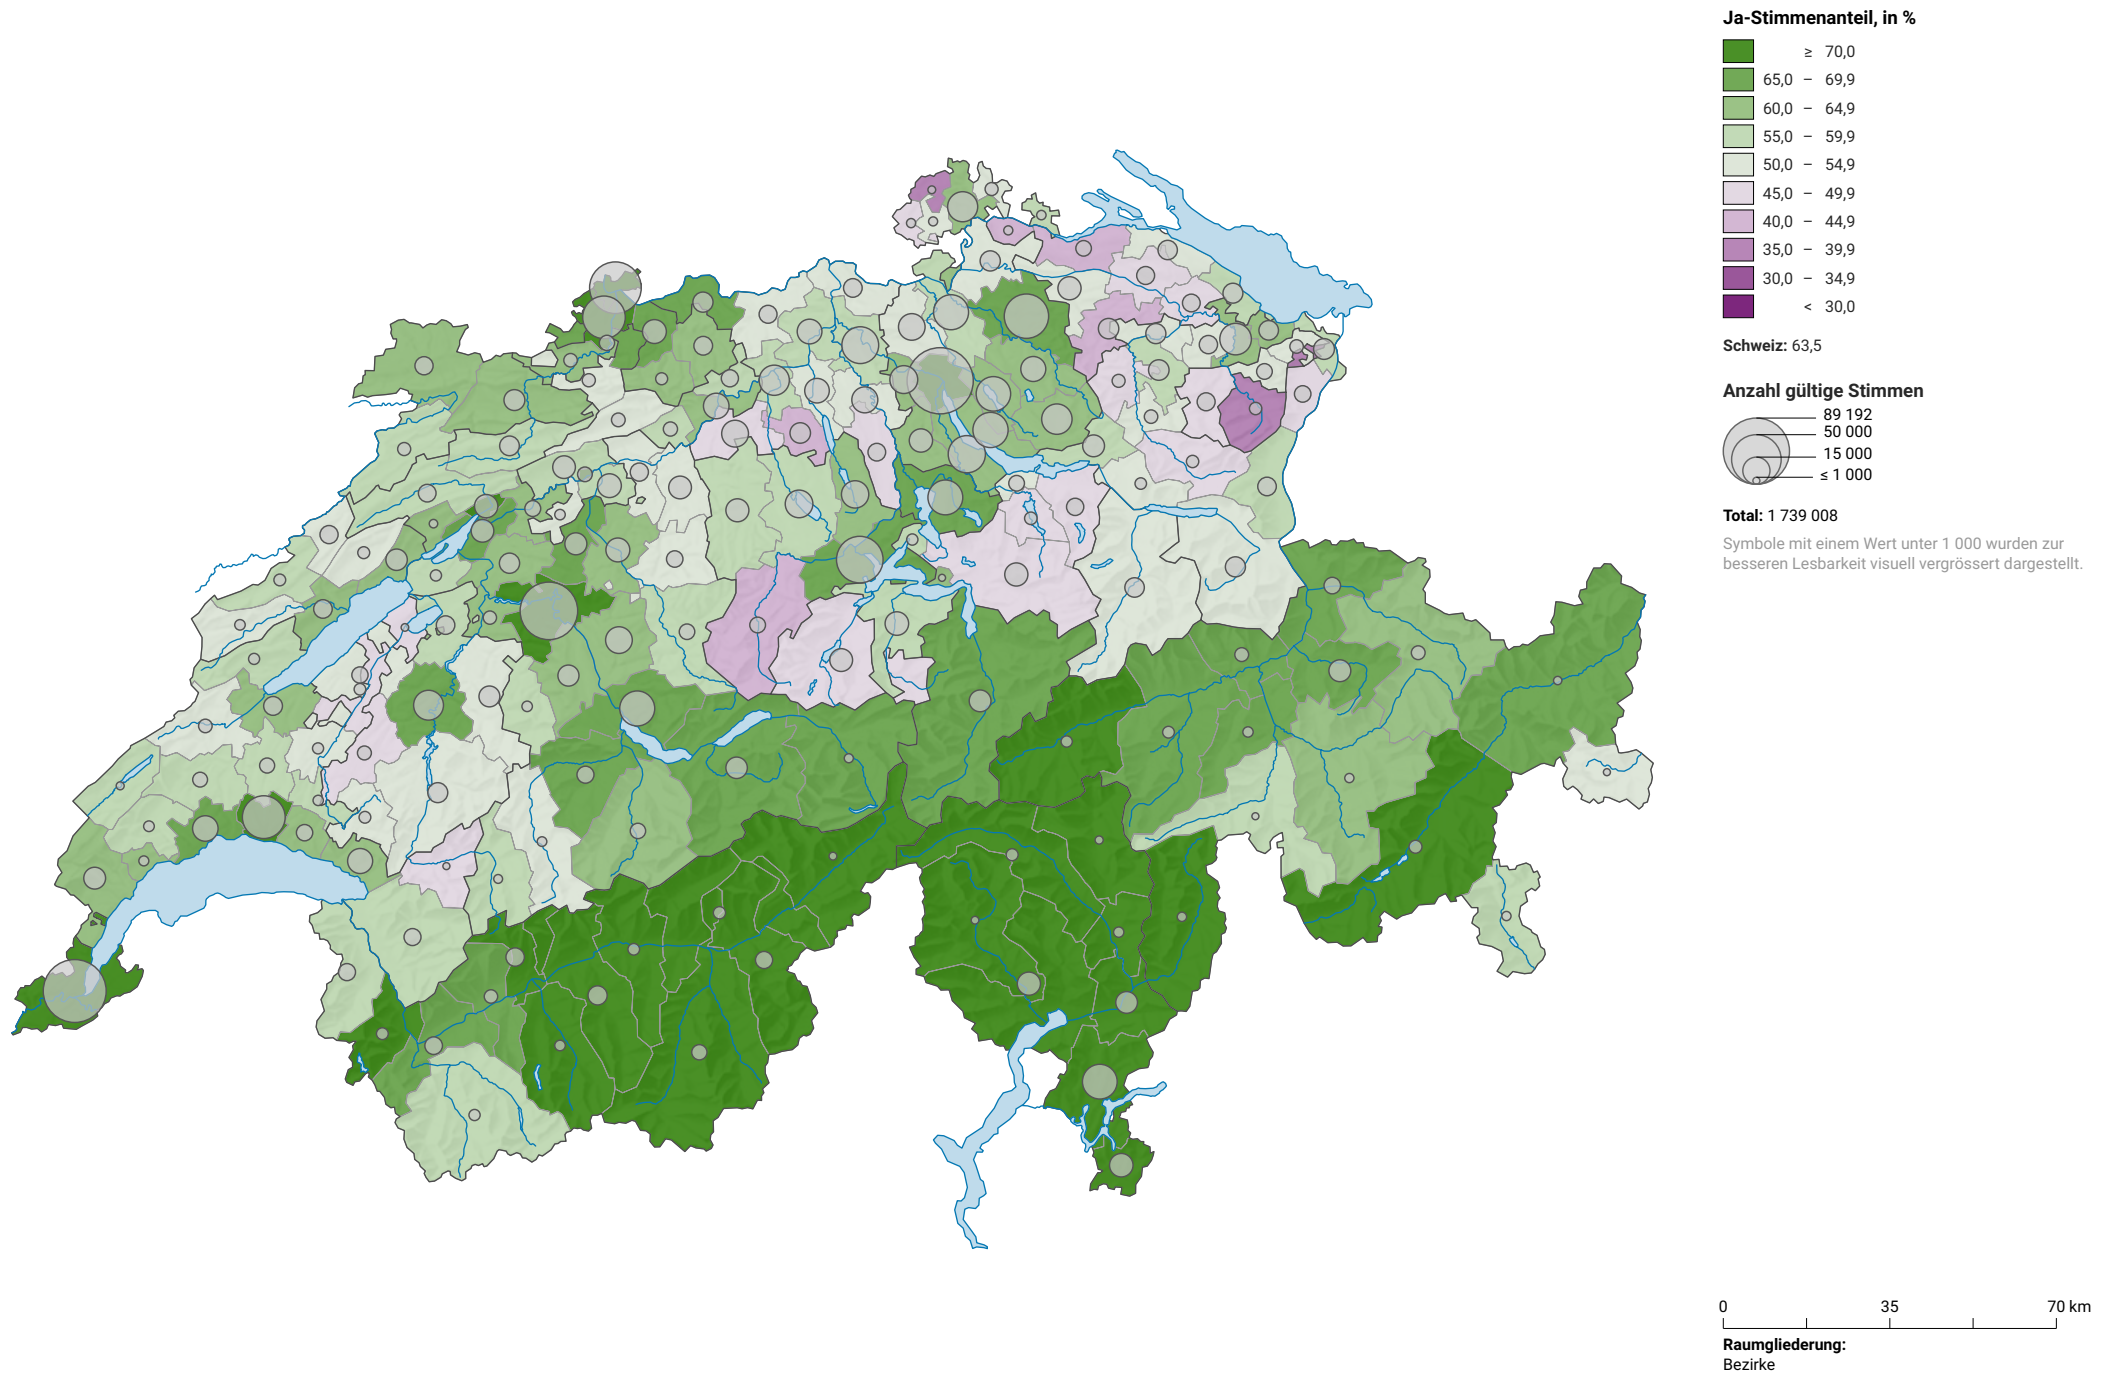 Ja-Stimmenanteil, in %
≥ 70,0
65,0 – 69,9
60,0 – 64,9
55,0 – 59,9
50,0 – 54,9
45,0 – 49,9
40,0 – 44,9
35,0 – 39,9
30,0 – 34,9
< 30,0
Schweiz: 63,5
Anzahl gültige Stimmen
89 192
50 000
15 000
≤ 1 000
Total: 1 739 008
Symbole mit einem Wert unter 1 000 wurden zur
besseren Lesbarkeit visuell vergrössert dargestellt.
0 35 70 km
Raumgliederung:
Bezirke